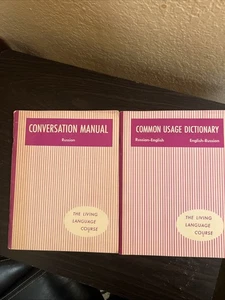 CONVERSATION MANUAL
Russian
THE LIVING
LANGUAGE
COURSE
COMMON USAGE DICTIONARY
Russian-English
English-Russian
THE LIVING
LANGUAGE
COURSE